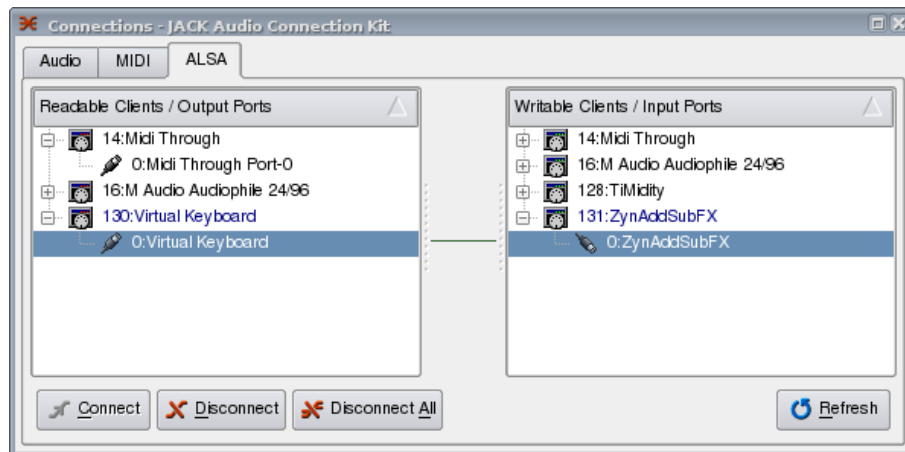 Connections - JACK Audio Connection Kit
Audio MIDI ALSA
Readable Clients / Output Ports
14:Midi Through
0:Midi Through Port-0
16:M Audio Audiophile 24/96
130:Virtual Keyboard
0:Virtual Keyboard
Writable Clients / Input Ports
14:Midi Through
16:M Audio Audiophile 24/96
128:TiMidity
131:ZynAddSubFX
0:ZynAddSubFX
Connect Disconnect Disconnect All Refresh